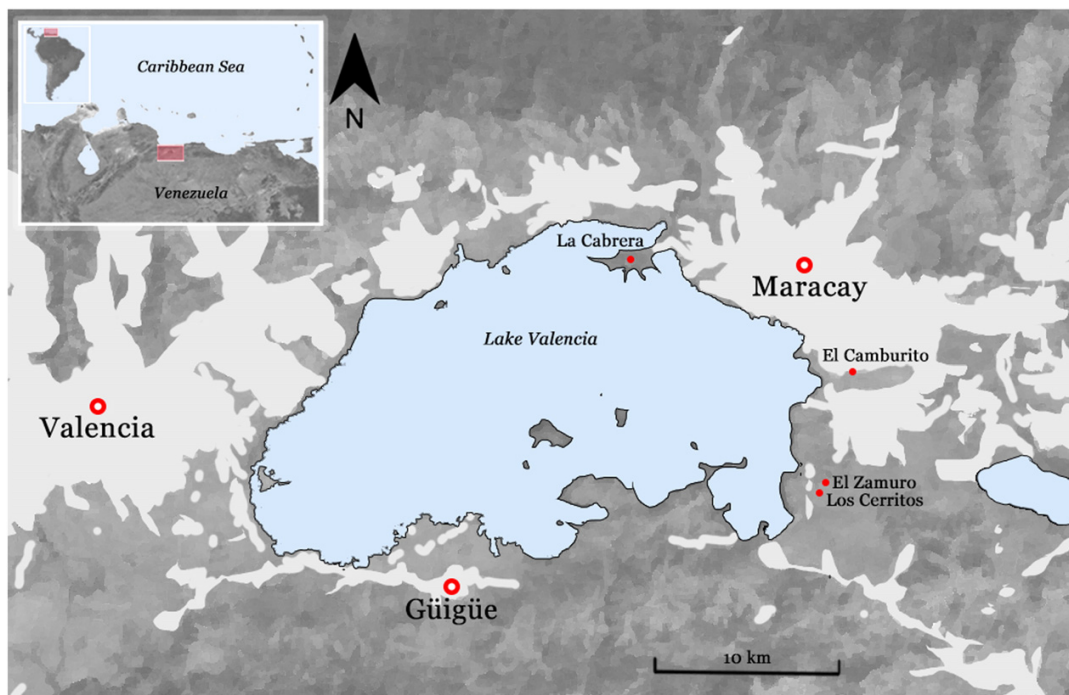 Caribbean Sea
Venezuela
N
La Cabrera
Maracay
Lake Valencia
El Camburito
Valencia
El Zamuro
Los Cerritos
Güigüe
10 km